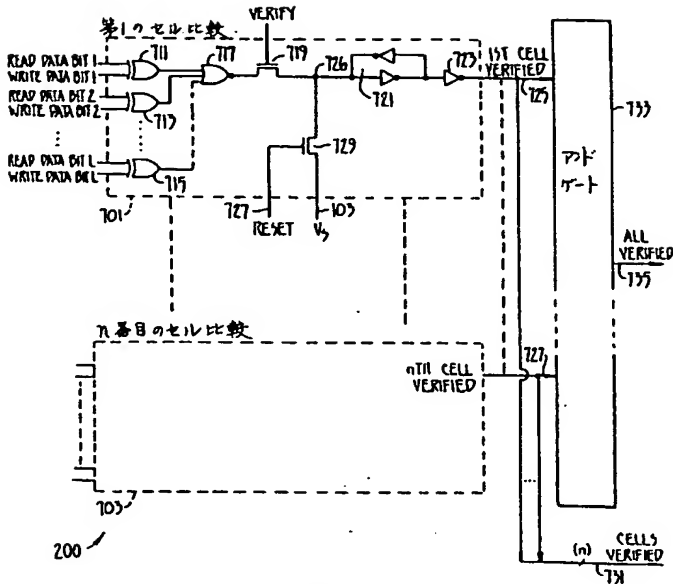 第1のセル比較
VERIFY
READ DATA BIT 1
WRITE DATA BIT 1
711
717
719
726
723
1ST CELL
VERIFIED
725
721
READ DATA BIT 2
WRITE DATA BIT 2
713
733
729
READ DATA BIT L
WRITE DATA BIT L
715
アンド
ゲート
701
727
RESET
103
Vs
ALL
VERIFIED
735
n番目のセル比較
nTH CELL
VERIFIED
727
703
200
(n)
CELLS
VERIFIED
731